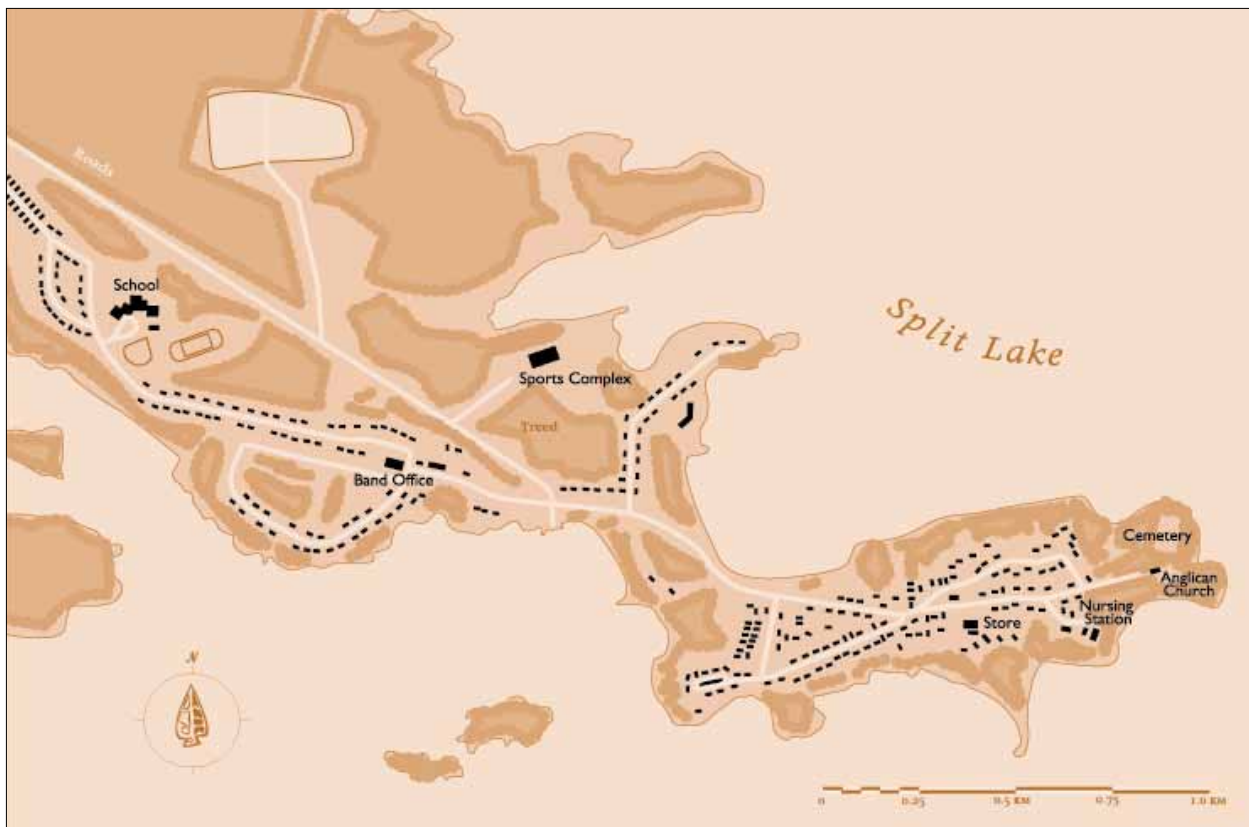 Roads
School
Split Lake
Sports Complex
Treed
Band Office
Cemetery
Anglican
Church
Nursing
Station
Store
N
0 0.25 0.5 KM 0.75 1.0 KM